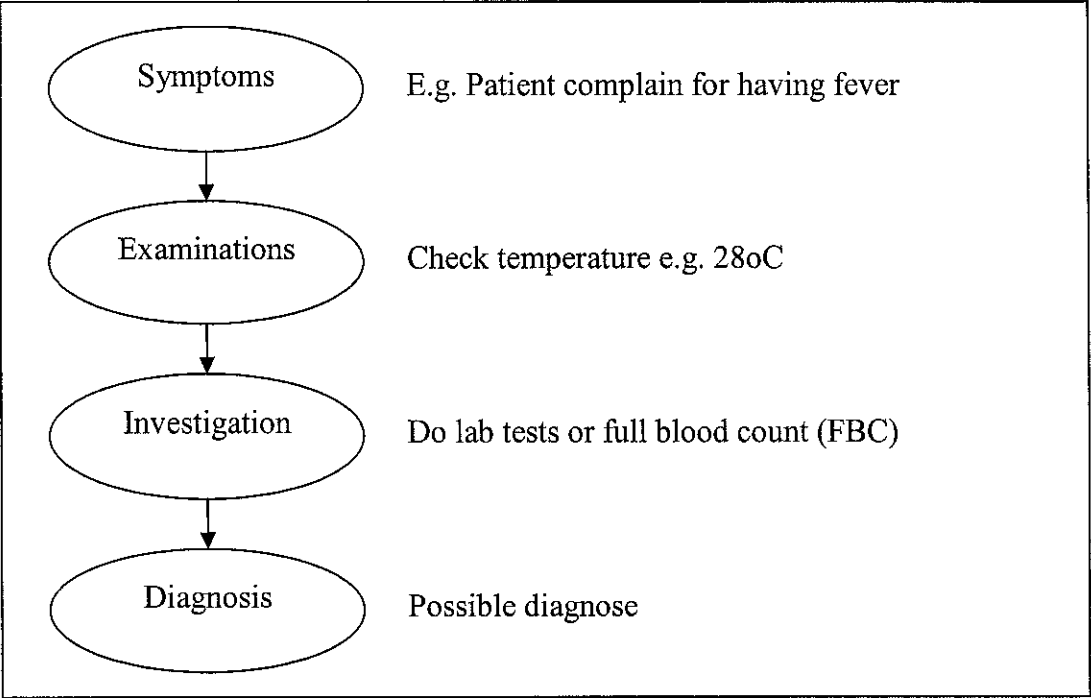 Symptoms
E.g. Patient complain for having fever
Examinations
Check temperature e.g. 28oC
Investigation
Do lab tests or full blood count (FBC)
Diagnosis
Possible diagnose